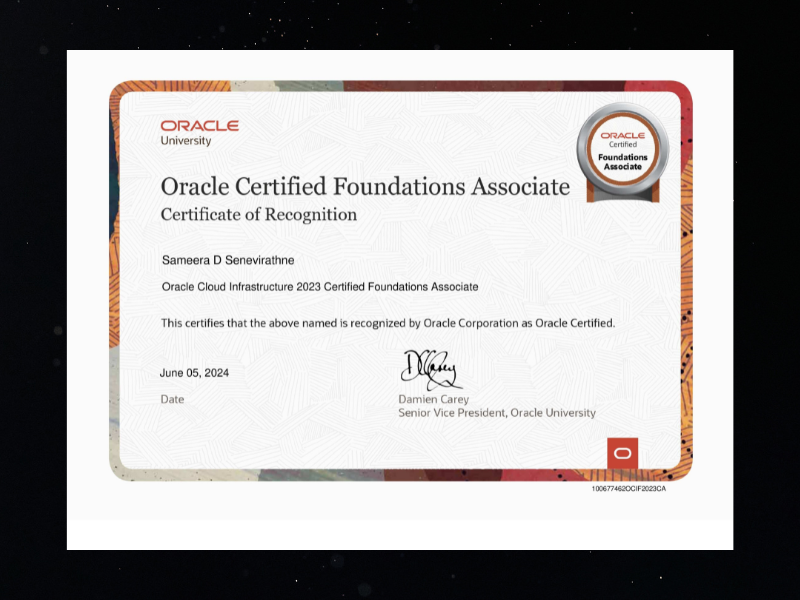 ORACLE
University
ORACLE
Certified
Foundations
Associate
Oracle Certified Foundations Associate
Certificate of Recognition
Sameera D Senevirathne
Oracle Cloud Infrastructure 2023 Certified Foundations Associate
This certifies that the above named is recognized by Oracle Corporation as Oracle Certified.
June 05, 2024
Date
DCarey
Damien Carey
Senior Vice President, Oracle University
100677462OCIF2023CA